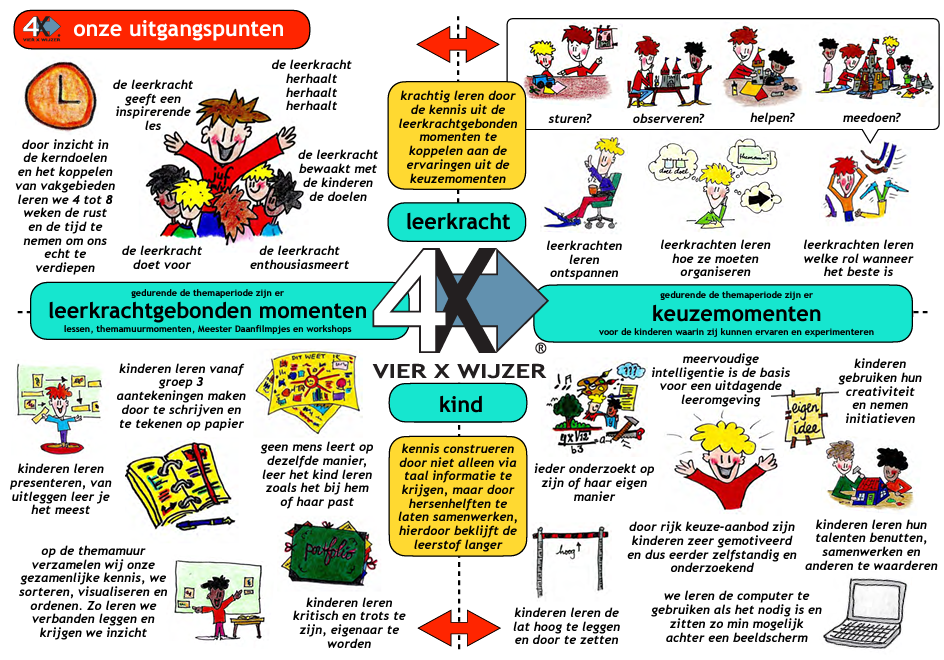 4X
VIER X WIJZER
onze uitgangspunten
de leerkracht
geeft een
inspirerende
les
de leerkracht
herhaalt
herhaalt
herhaalt
door inzicht in
de kerndoelen
en het koppelen
van vakgebieden
leren we 4 tot 8
weken de rust
en de tijd te
nemen om ons
echt te
verdiepen
juf
de leerkracht
bewaakt met
de kinderen
de doelen
de leerkracht
doet voor
de leerkracht
enthousiasmeert
krachtig leren door
de kennis uit de
leerkrachtgebonden
momenten te
koppelen aan de
ervaringen uit de
keuzemomenten
leerkracht
sturen?
observeren?
helpen?
meedoen?
leerkrachten
leren
ontspannen
leerkrachten leren
hoe ze moeten
organiseren
leerkrachten leren
welke rol wanneer
het beste is
gedurende de themaperiode zijn er
leerkrachtgebonden momenten
lessen, themamuurmomenten, Meester Daanfilmpjes en workshops
4X
®
VIER X WIJZER
gedurende de themaperiode zijn er
keuzemomenten
voor de kinderen waarin zij kunnen ervaren en experimenteren
kind
kennis construeren
door niet alleen via
taal informatie te
krijgen, maar door
hersenhelften te
laten samenwerken,
hierdoor beklijft de
leerstof langer
kinderen leren vanaf
groep 3
aantekeningen maken
door te schrijven en
te tekenen op papier
DIT WEET IK
kinderen leren
presenteren, van
uitleggen leer je
het meest
geen mens leert op
dezelfde manier,
leer het kind leren
zoals het bij hem
of haar past
op de themamuur
verzamelen wij onze
gezamenlijke kennis, we
sorteren, visualiseren en
ordenen. Zo leren we
verbanden leggen en
krijgen we inzicht
portfolio
kinderen leren
kritisch en trots te
zijn, eigenaar te
worden
???
meervoudige
intelligentie is de basis
voor een uitdagende
leeromgeving
kinderen
gebruiken hun
creativiteit
en nemen
initiatieven
eigen
idee
ieder onderzoekt op
zijn of haar eigen
manier
hoog
kinderen leren de
lat hoog te leggen
en door te zetten
door rijk keuze-aanbod zijn
kinderen zeer gemotiveerd
en dus eerder zelfstandig en
onderzoekend
kinderen leren hun
talenten benutten,
samenwerken en
anderen te waarderen
we leren de computer te
gebruiken als het nodig is en
zitten zo min mogelijk
achter een beeldscherm